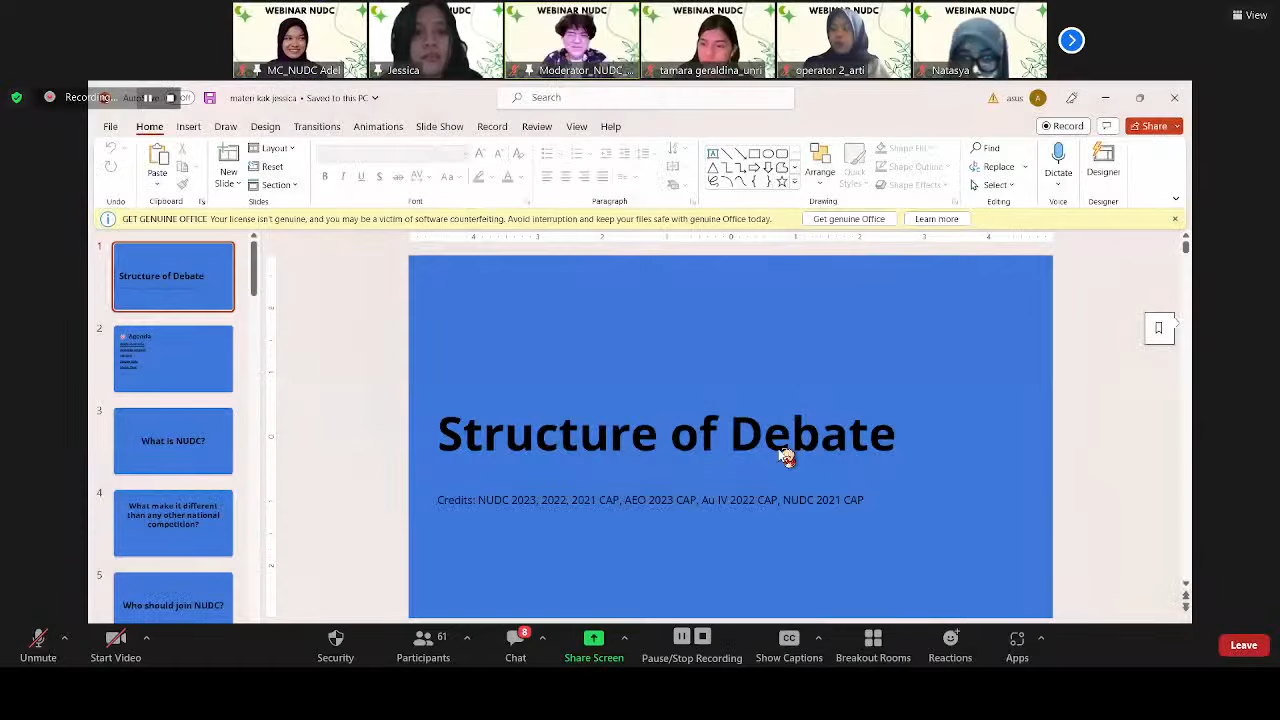 WEBINAR NUDC
WEBINAR NUDC
WEBINAR NUDC
WEBINAR NUDC
WEBINAR NUDC
View
MC_NUDC Adel
Jessica
Moderator_NUDC_...
tamara geraldina_unri
operator 2_arti
Natasya
Recording...
materi kak jessica • Saved to this PC
Search
asus
A
File Home Insert Draw Design Transitions Animations Slide Show Record Review View Help
Record
Share
Paste
New
Slide
Layout
Reset
Section
Arrange
Quick
Styles
Shape Fill
Shape Outline
Shape Effects
Find
Replace
Select
Dictate
Designer
Undo Clipboard Slides Font Paragraph Drawing Editing Voice Designer
GET GENUINE OFFICE Your license isn't genuine, and you may be a victim of software counterfeiting. Avoid interruption and keep your files safe with genuine Office today.
Get genuine Office
Learn more
1
Structure of Debate
2
Agenda
3
What is NUDC?
4
What make it different
than any other national
competition?
5
Who should join NUDC?
Structure of Debate
Credits: NUDC 2023, 2022, 2021 CAP, AEO 2023 CAP, Au IV 2022 CAP, NUDC 2021 CAP
61
8
Unmute Start Video Security Participants Chat Share Screen Pause/Stop Recording Show Captions Breakout Rooms Reactions Apps
Leave